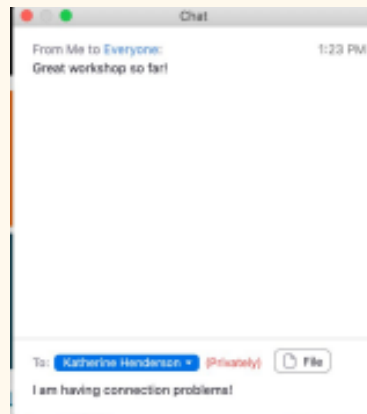 Chat
From Me to Everyone: 1:23 PM
Great workshop so far!
To: Katherine Henderson (Privately) File
I am having connection problems!